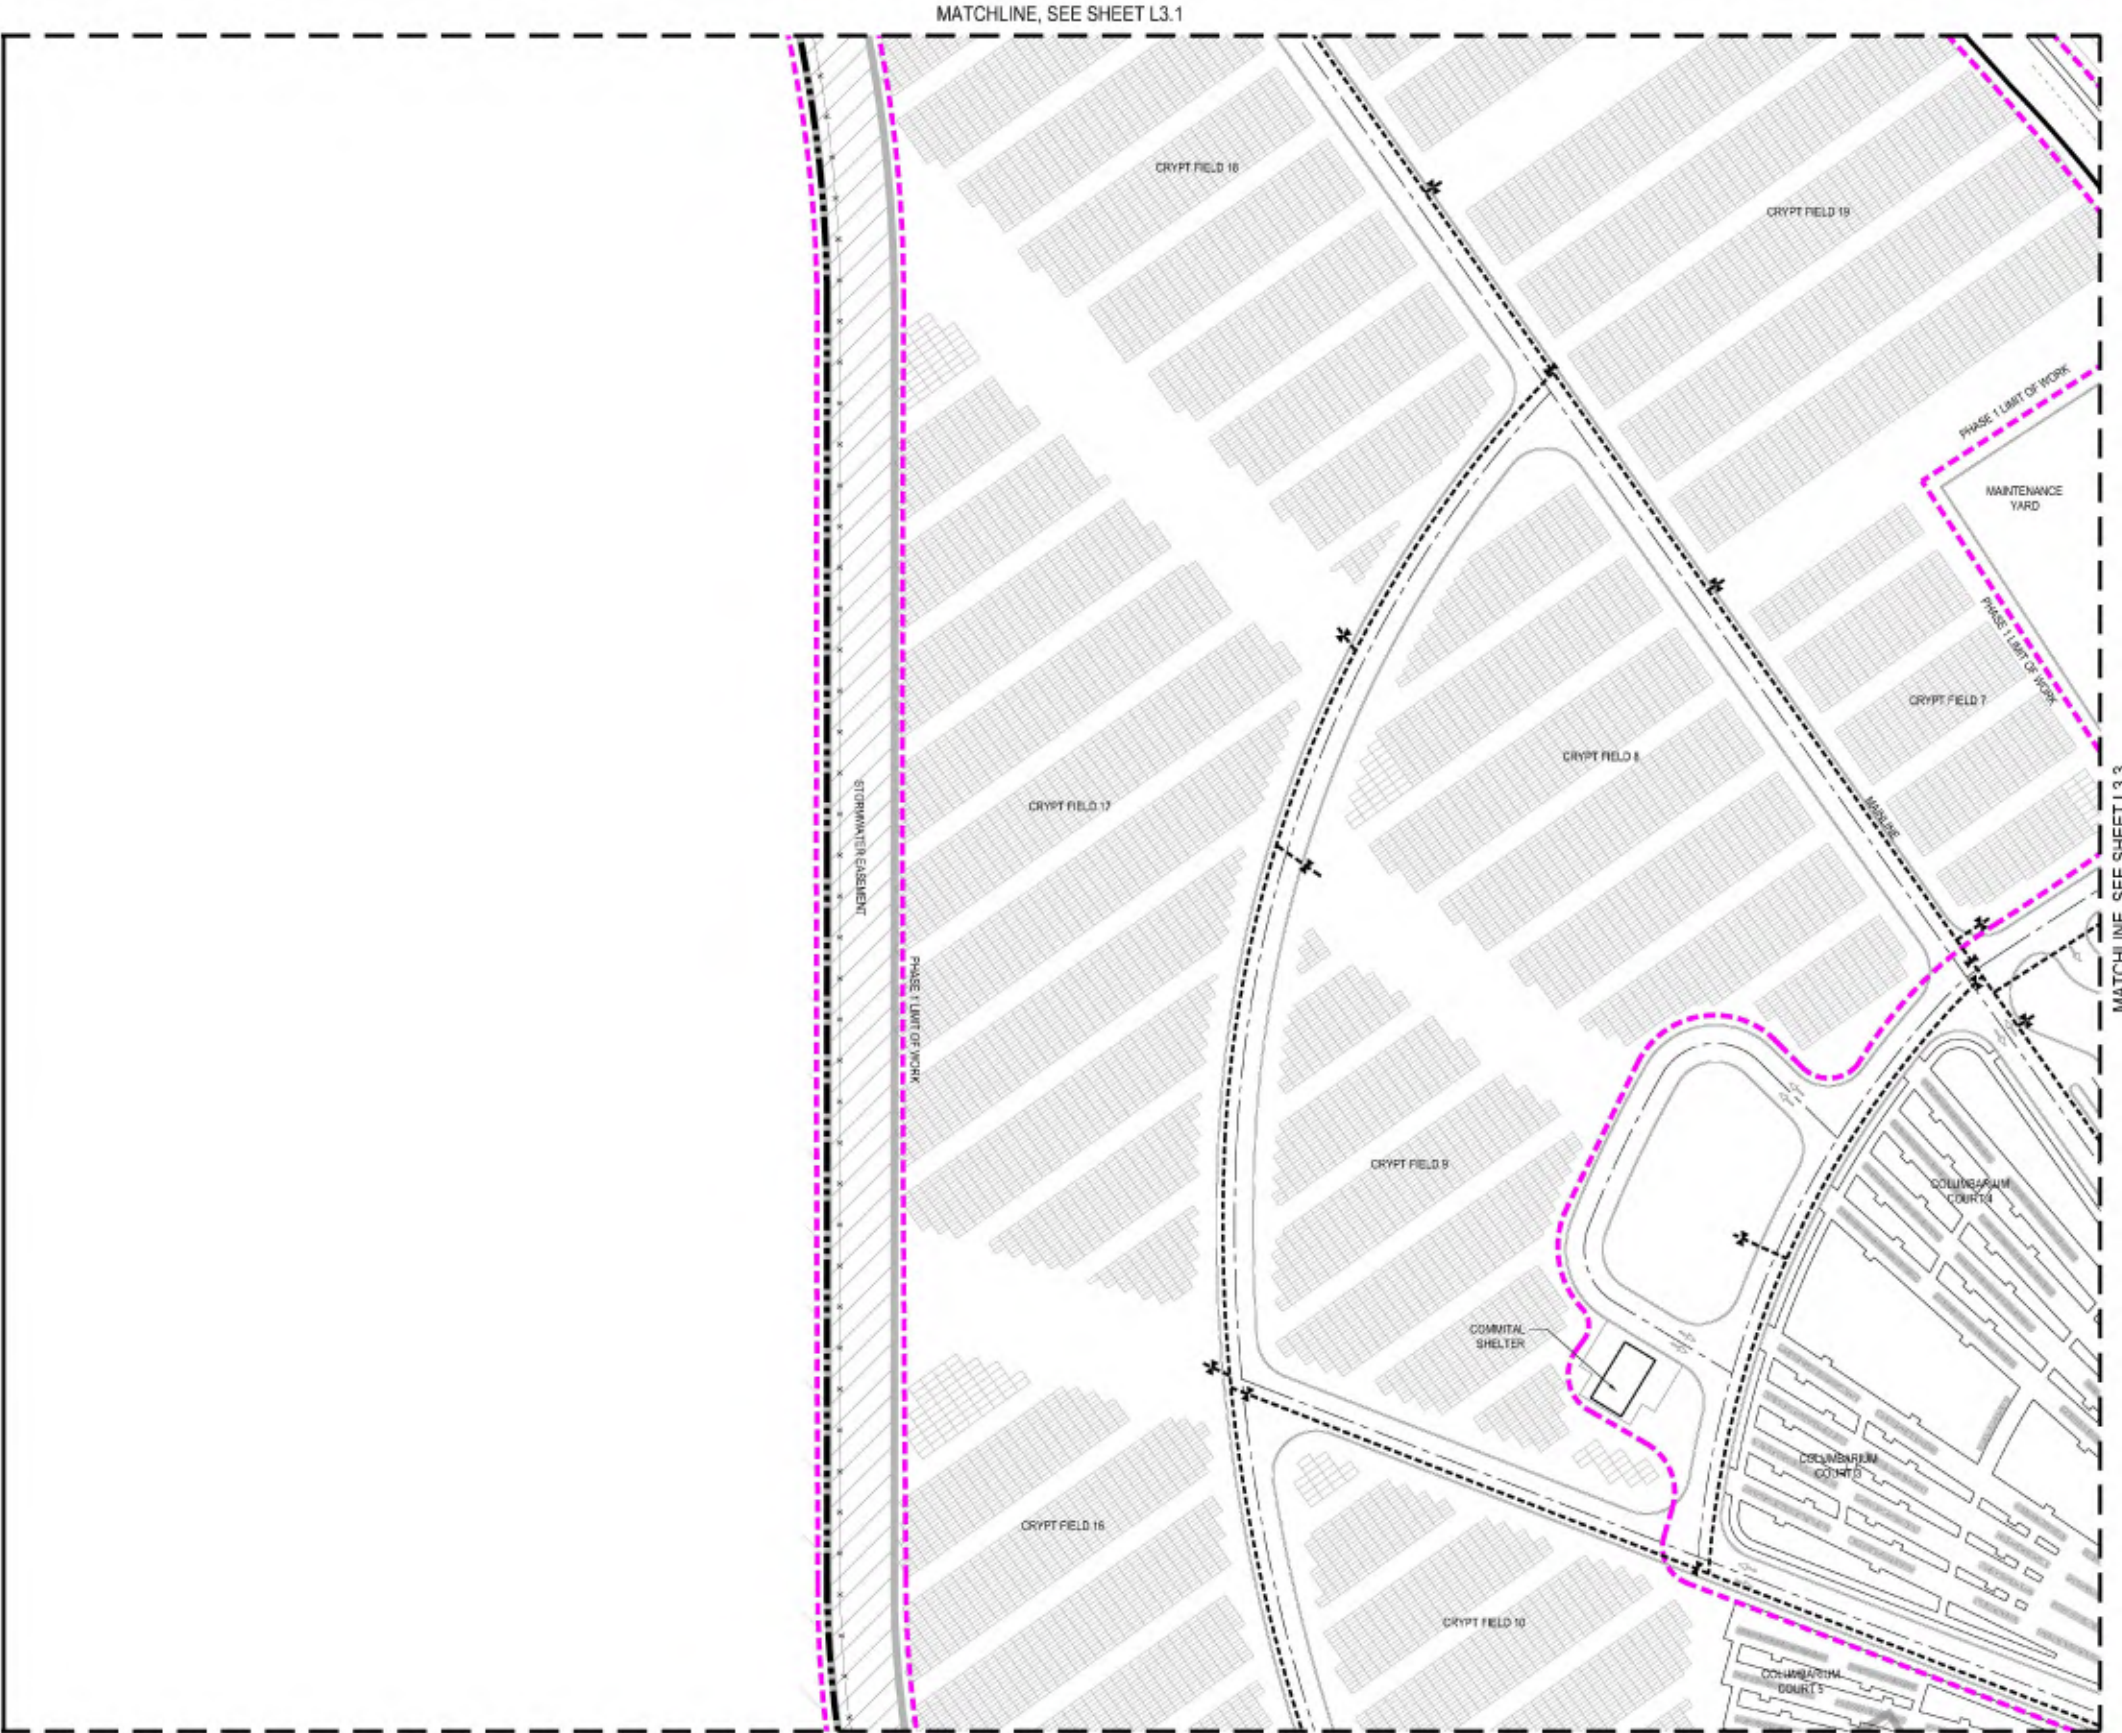 MATCHLINE, SEE SHEET L3.1
CRYPT FIELD 18
CRYPT FIELD 19
PHASE 1 LIMIT OF WORK
MAINTENANCE
YARD
PHASE 1 LIMIT OF WORK
CRYPT FIELD 7
CRYPT FIELD 8
MAINLINE
CRYPT FIELD 17
STORMWATER EASEMENT
MATCHLINE, SEE SHEET L3.3
PHASE 1 LIMIT OF WORK
CRYPT FIELD 9
COLUMBARIUM
COURT 4
COMMITAL
SHELTER
COLUMBARIUM
COURT 3
CRYPT FIELD 16
CRYPT FIELD 10
COLUMBARIUM
COURT 5